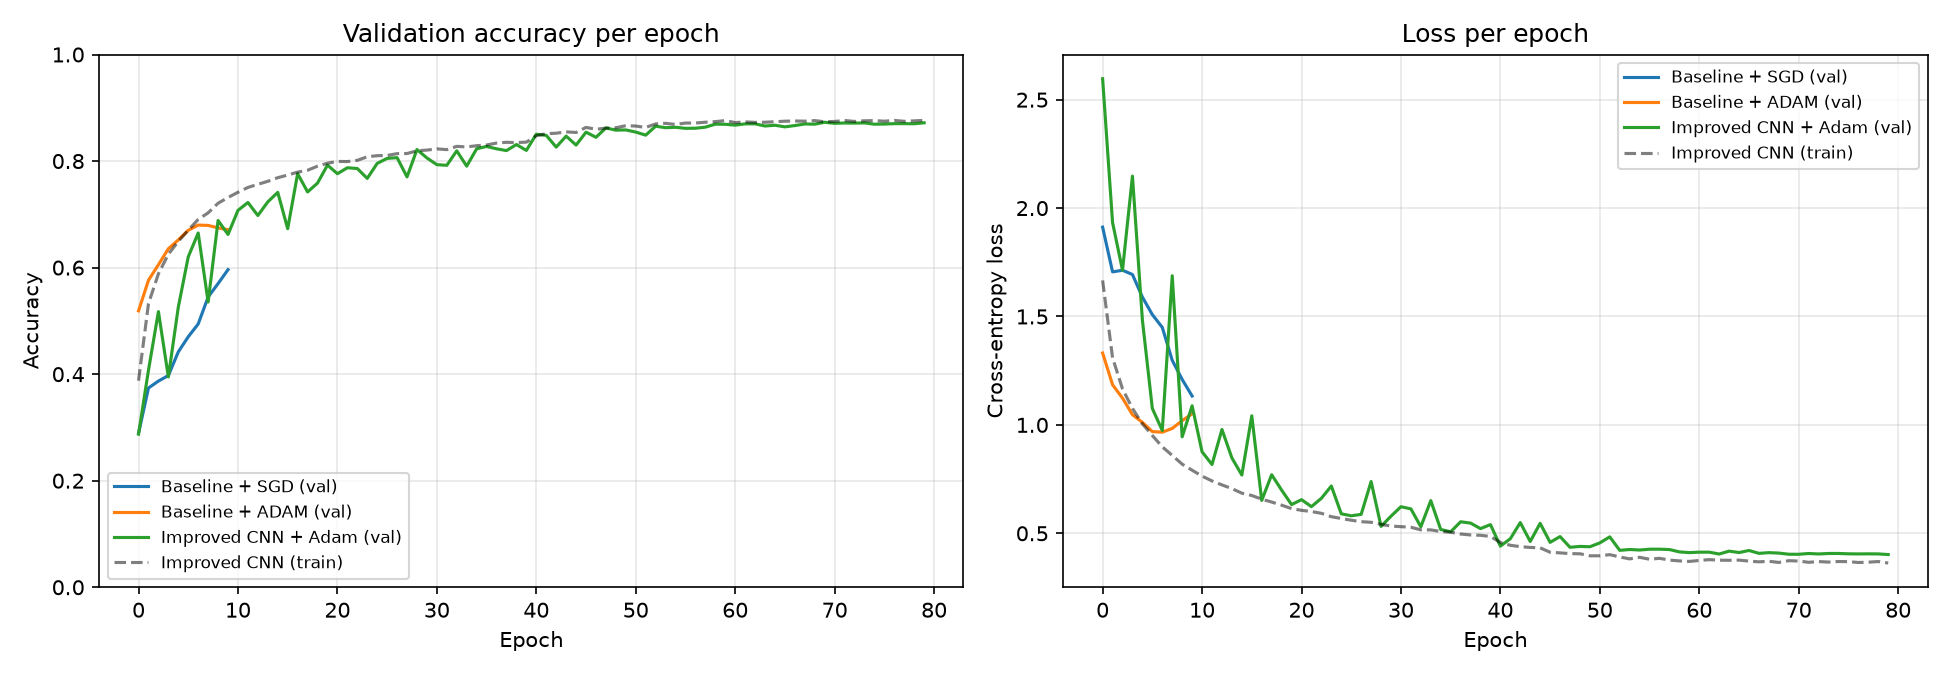 Validation accuracy per epoch
Accuracy
1.0
0.8
0.6
0.4
0.2
0.0
Baseline + SGD (val)
Baseline + ADAM (val)
Improved CNN + Adam (val)
Improved CNN (train)
0 10 20 30 40 50 60 70 80
Epoch
Loss per epoch
Cross-entropy loss
2.5
2.0
1.5
1.0
0.5
Baseline + SGD (val)
Baseline + ADAM (val)
Improved CNN + Adam (val)
Improved CNN (train)
0 10 20 30 40 50 60 70 80
Epoch